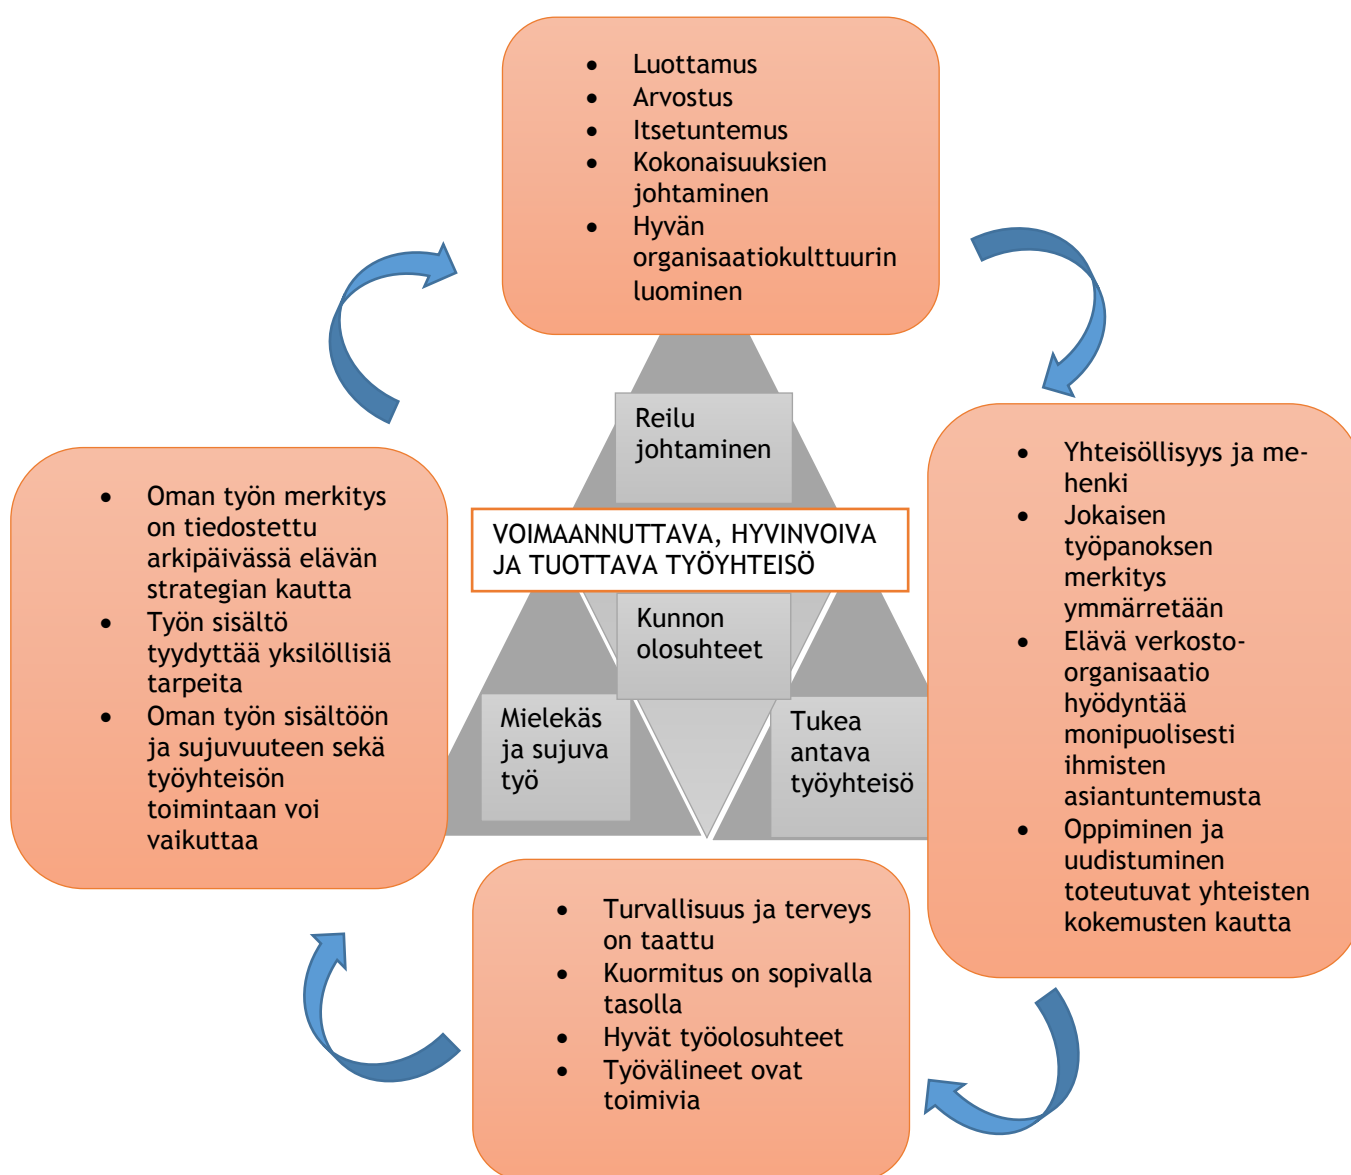 • Luottamus
• Arvostus
• Itsetuntemus
• Kokonaisuuksien
johtaminen
• Hyvän
organisaatiokulttuurin
luominen
Reilu
johtaminen
VOIMAANNUTTAVA, HYVINVOIVA
JA TUOTTAVA TYÖYHTEISÖ
Kunnon
olosuhteet
Mielekäs
ja sujuva
työ
Tukea
antava
työyhteisö
• Yhteisöllisyys ja me-
henki
• Jokaisen
työpanoksen
merkitys
ymmärretään
• Elävä verkosto-
organisaatio
hyödyntää
monipuolisesti
ihmisten
asiantuntemusta
• Oppiminen ja
uudistuminen
toteutuvat yhteisten
kokemusten kautta
• Turvallisuus ja terveys
on taattu
• Kuormitus on sopivalla
tasolla
• Hyvät työolosuhteet
• Työvälineet ovat
toimivia
• Oman työn merkitys
on tiedostettu
arkipäivässä elävän
strategian kautta
• Työn sisältö
tyydyttää yksilöllisiä
tarpeita
• Oman työn sisältöön
ja sujuvuuteen sekä
työyhteisön
toimintaan voi
vaikuttaa